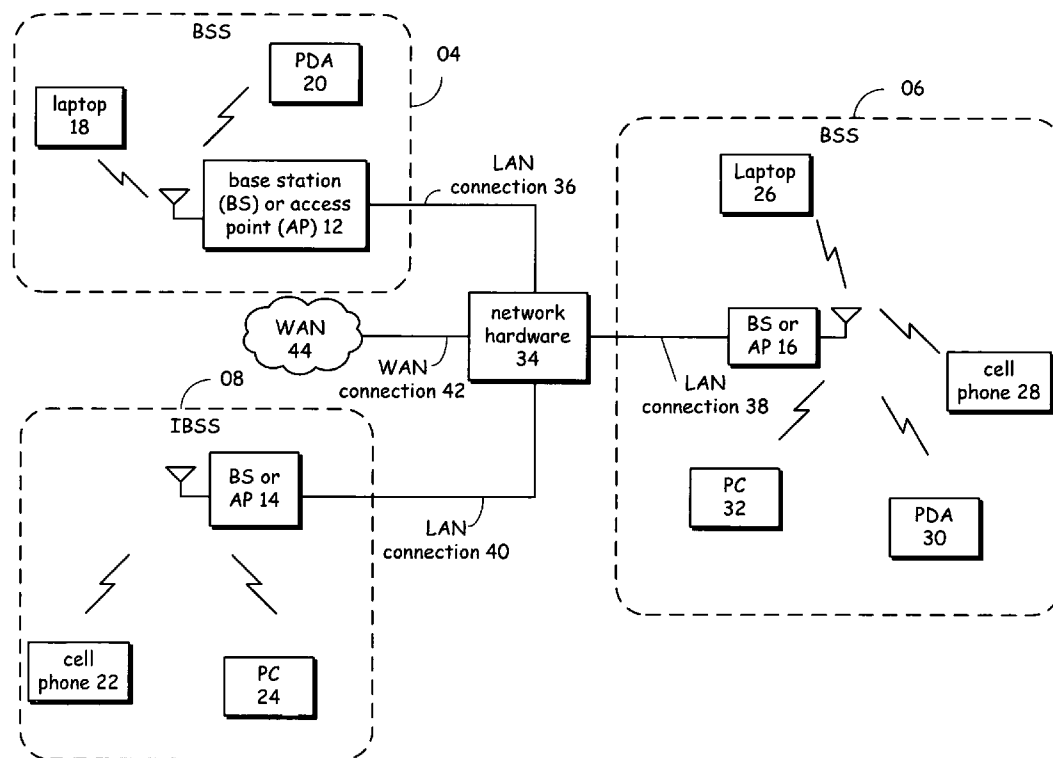 BSS
PDA
20
04
laptop
18
base station
(BS) or access
point (AP) 12
LAN
connection 36
06
BSS
Laptop
26
WAN
44
WAN
connection 42
network
hardware
34
BS or
AP 16
LAN
connection 38
cell
phone 28
PC
32
PDA
30
08
IBSS
BS or
AP 14
LAN
connection 40
cell
phone 22
PC
24